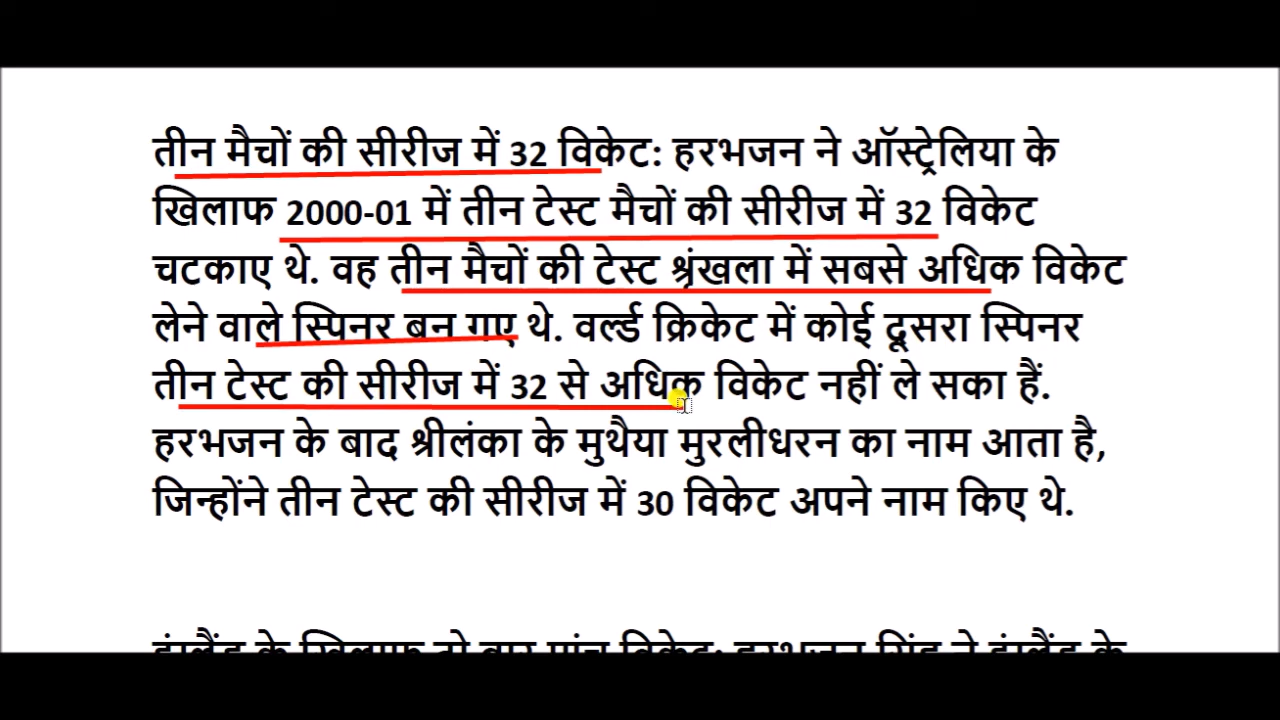 तीन मैचों की सीरीज में 32 विकेट: हरभजन ने ऑस्ट्रेलिया के
खिलाफ 2000-01 में तीन टेस्ट मैचों की सीरीज में 32 विकेट
चटकाए थे. वह तीन मैचों की टेस्ट श्रृंखला में सबसे अधिक विकेट
लेने वाले स्पिनर बन गए थे. वर्ल्ड क्रिकेट में कोई दूसरा स्पिनर
तीन टेस्ट की सीरीज में 32 से अधिक विकेट नहीं ले सका हैं.
हरभजन के बाद श्रीलंका के मुथैया मुरलीधरन का नाम आता है,
जिन्होंने तीन टेस्ट की सीरीज में 30 विकेट अपने नाम किए थे.
इंग्लैंड के खिलाफ दो बार पांच विकेट: हरभजन सिंह ने इंग्लैंड के